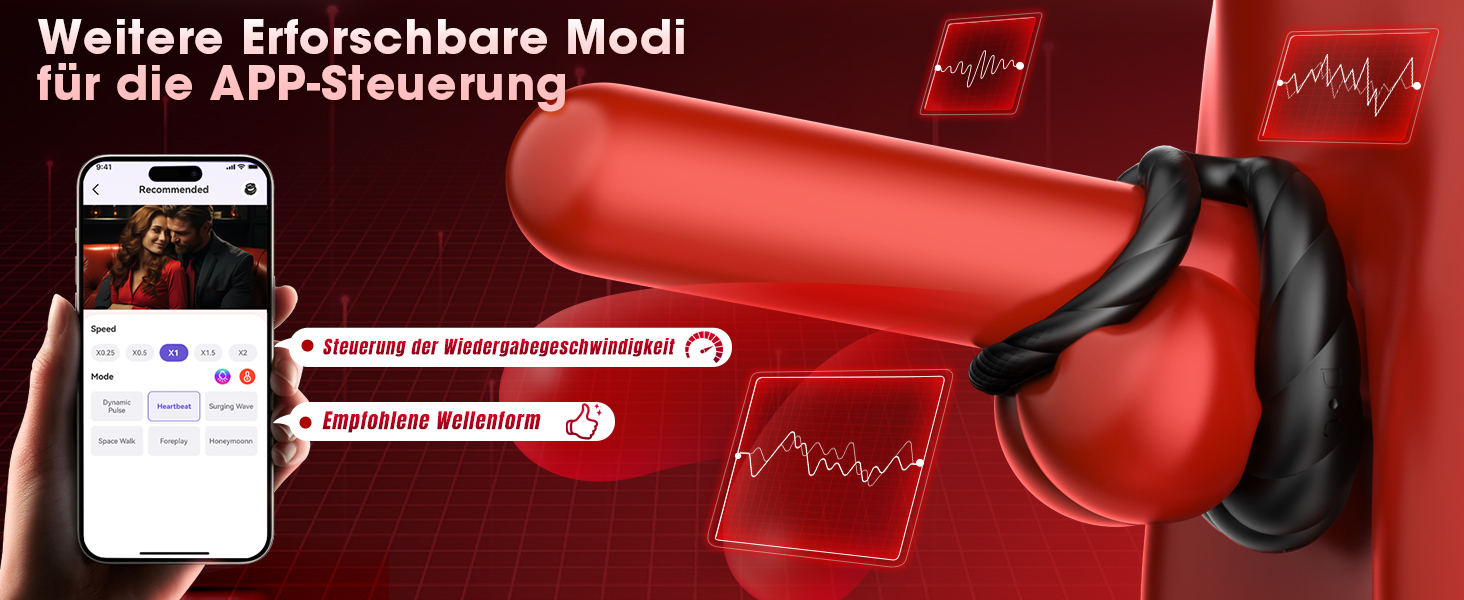 Weitere Erforschbare Modi
für die APP-Steuerung
9:41
Recommended
Speed
X0.25 X0.5 X1 X1.5 X2
Mode
Dynamic
Pulse
Heartbeat
Surging Wave
Space Walk
Foreplay
Honeymoonn
Steuerung der Wiedergabegeschwindigkeit
Empfohlene Wellenform